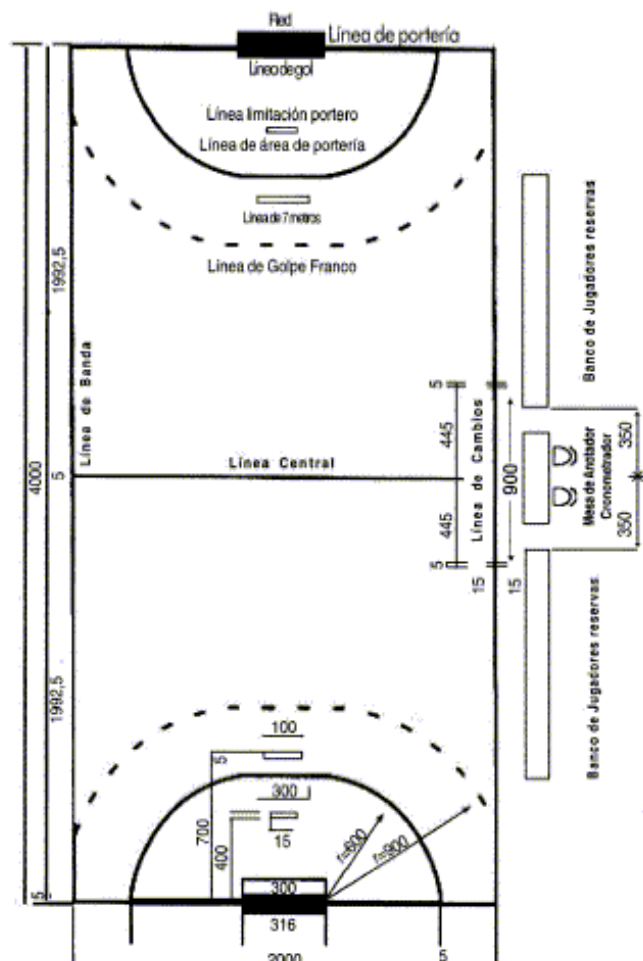 Red
Línea de portería
Línea de gol
Línea limitación portero
Línea de área de portería
Línea de 7 metros
Línea de Golpe Franco
1992,5
Línea de Banda
Banco de Jugadores reservas
5
445
Línea de Cambios
900
350
4000
5
Línea Central
Mesa de Anotador
Cronometrador
445
350
5
15
15
1992,5
Banco de Jugadores reservas
100
5
300
700
400
15
r=600
r=900
5
300
316
2000
5